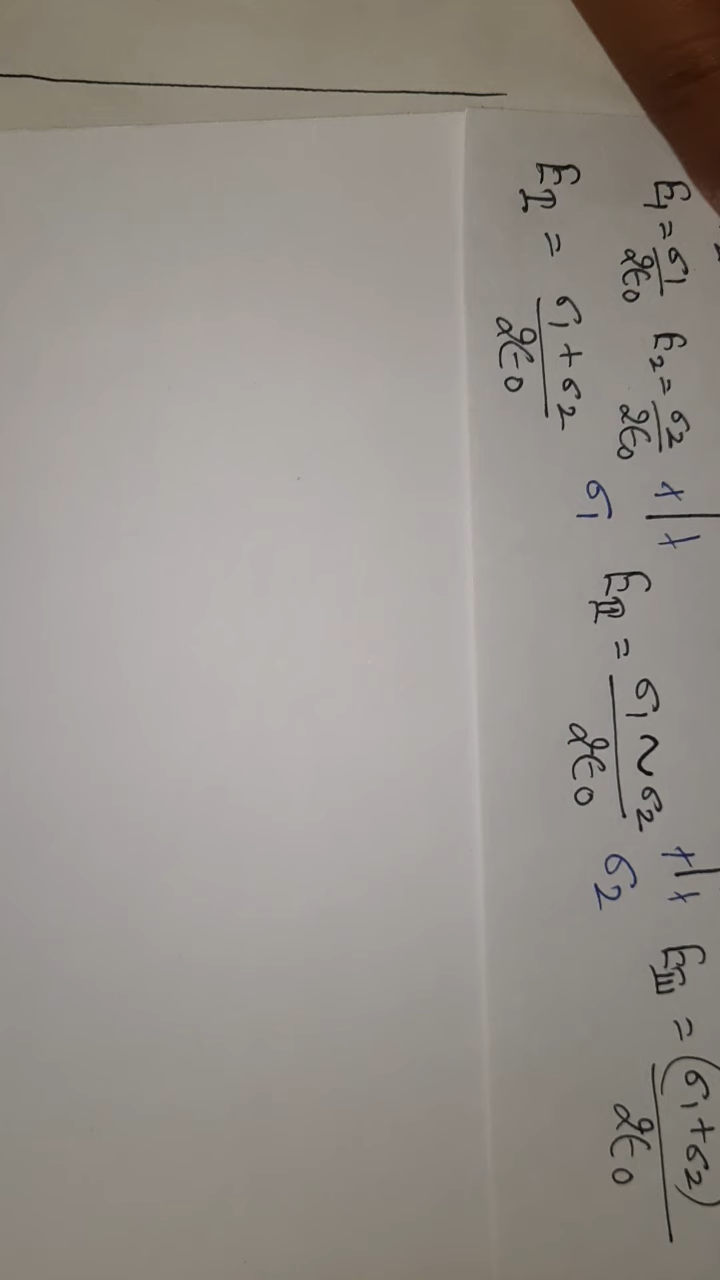 E₁ = σ₁/2ε₀ E₂ = σ₂/2ε₀
+ | + + | +
E_I = σ₁ + σ₂/2ε₀ σ₁ E_II = σ₁ ~ σ₂/2ε₀ σ₂ E_III = (σ₁ + σ₂)/2ε₀